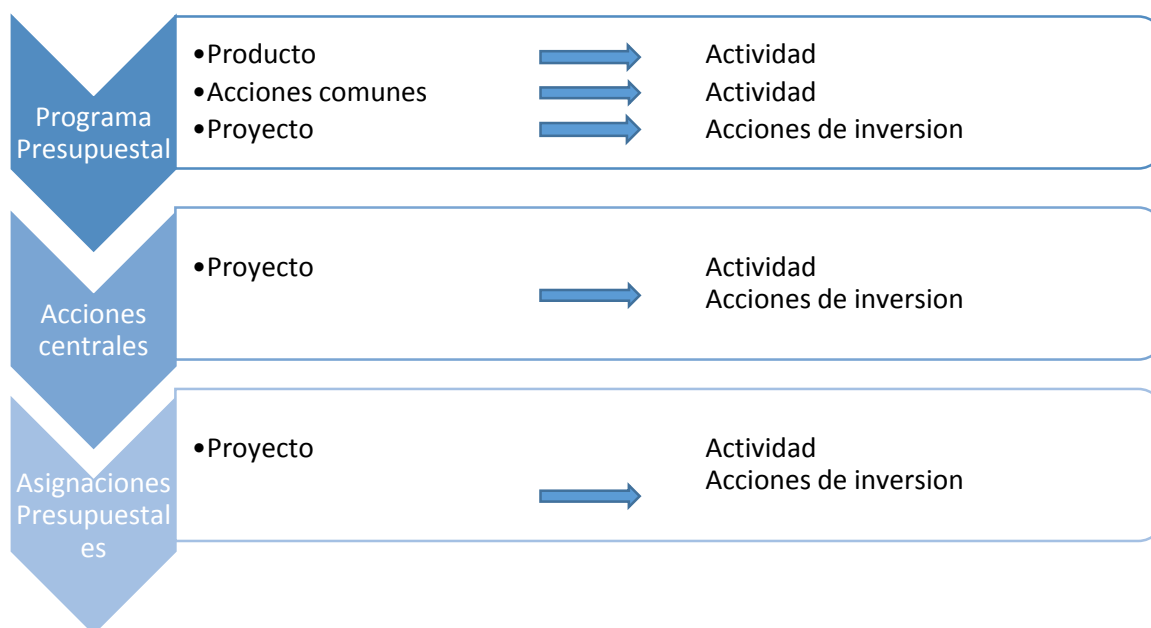 Programa
Presupuestal
•Producto Actividad
•Acciones comunes Actividad
•Proyecto Acciones de inversion
Acciones
centrales
•Proyecto Actividad
Acciones de inversion
Asignaciones
Presupuestal
es
•Proyecto Actividad
Acciones de inversion